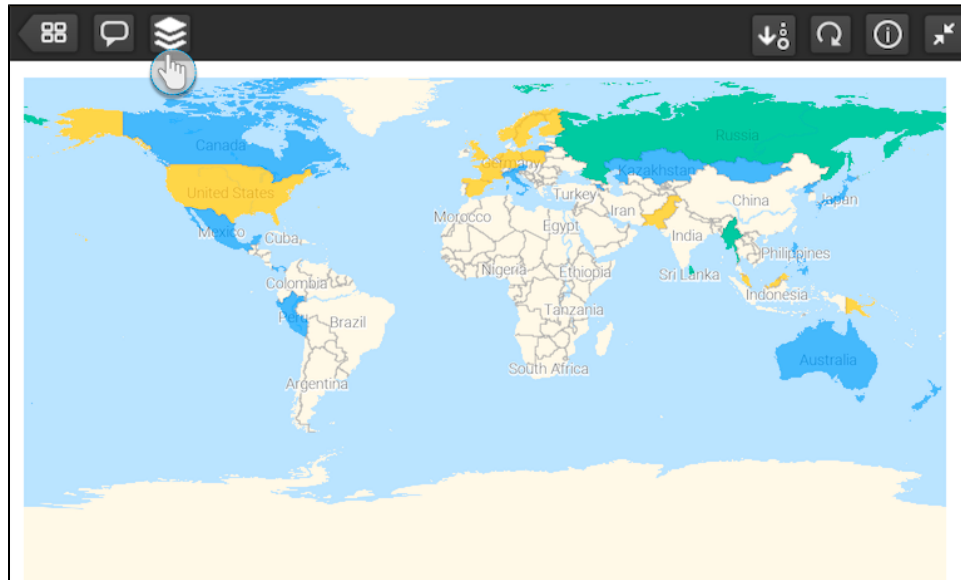 Canada
Russia
Germany
Kazakhstan
United States
Turkey
China
Japan
Morocco
Iran
Mexico
Cuba
Egypt
India
Philippines
Colombia
Nigeria
Ethiopia
Sri Lanka
Indonesia
Peru
Brazil
Tanzania
Australia
South Africa
Argentina